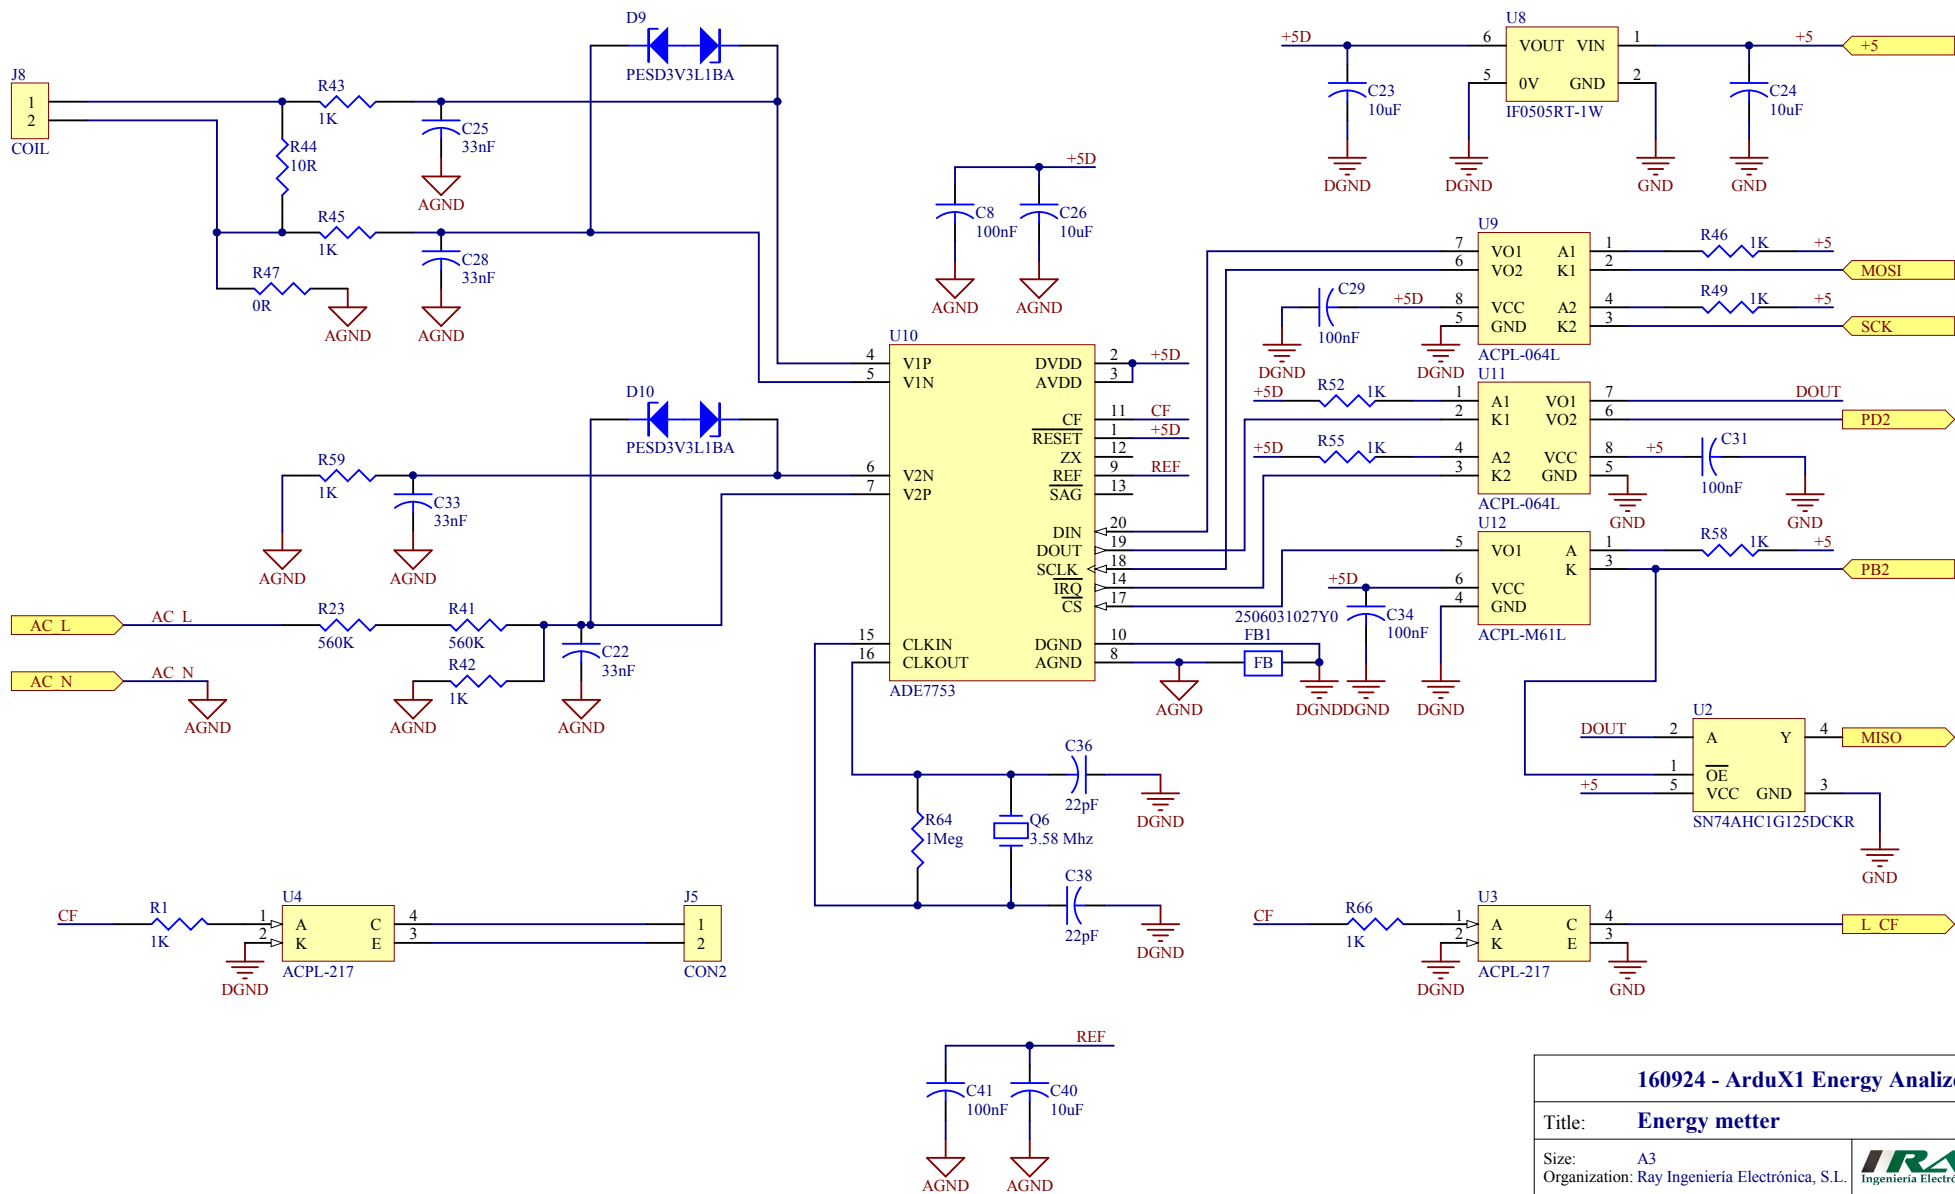 J8
1
2
COIL
R43
1K
R44
10R
C25
33nF
AGND
R45
1K
C28
33nF
AGND
R47
0R
AGND
D9
PESD3V3L1BA
+5D
C8
100nF
C26
10uF
AGND
AGND
U8
+5D
6
VOUT
VIN
1
+5
+5
5
0V
GND
2
IF0505RT-1W
C23
10uF
C24
10uF
DGND
DGND
GND
GND
U9
7
VO1
A1
1
R46
1K
+5
6
VO2
K1
2
MOSI
C29
100nF
+5D
8
VCC
A2
4
R49
1K
+5
5
GND
K2
3
SCK
ACPL-064L
DGND
DGND
U11
+5D
R52
1K
1
A1
VO1
7
DOUT
2
K1
VO2
6
PD2
+5D
R55
1K
4
A2
VCC
8
+5
C31
100nF
3
K2
GND
5
ACPL-064L
GND
GND
U12
5
VO1
A
1
R58
1K
+5
K
3
PB2
+5D
6
VCC
4
GND
ACPL-M61L
C34
100nF
DGND
DGND
U10
4
V1P
DVDD
2
+5D
5
V1N
AVDD
3
CF
11
CF
RESET
1
+5D
ZX
12
6
V2N
REF
9
REF
7
V2P
SAG
13
DIN
20
DOUT
19
SCLK
18
IRQ
14
CS
17
15
CLKIN
DGND
10
16
CLKOUT
AGND
8
ADE7753
2506031027Y0
FB1
FB
AGND
DGND
D10
PESD3V3L1BA
R59
1K
C33
33nF
AGND
AGND
AC_L
AC_L
R23
560K
R41
560K
AC_N
AC_N
R42
1K
C22
33nF
AGND
AGND
AGND
C36
22pF
DGND
R64
1Meg
Q6
3.58 Mhz
C38
22pF
DGND
U2
DOUT
2
A
Y
4
MISO
1
OE
+5
5
VCC
GND
3
SN74AHC1G125DCKR
GND
CF
R1
1K
U4
1
A
C
4
2
K
E
3
ACPL-217
DGND
J5
1
2
CON2
CF
R66
1K
U3
1
A
C
4
2
K
E
3
ACPL-217
L_CF
DGND
GND
REF
C41
100nF
C40
10uF
AGND
AGND
160924 - ArduX1 Energy Analiz
Title: Energy metter
Size: A3
Organization: Ray Ingeniería Electrónica, S.L.
RA
Ingeniería Electró